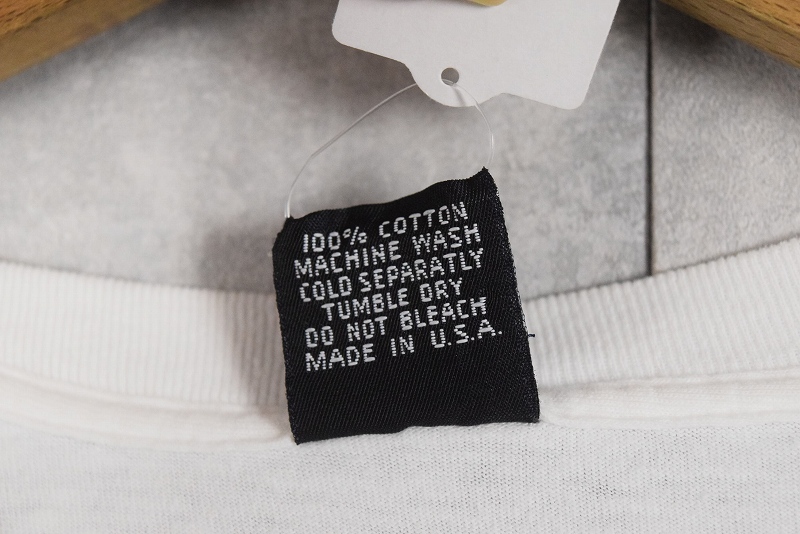 100% COTTON
MACHINE WASH
COLD SEPARATLY
TUMBLE DRY
DO NOT BLEACH
MADE IN U.S.A.